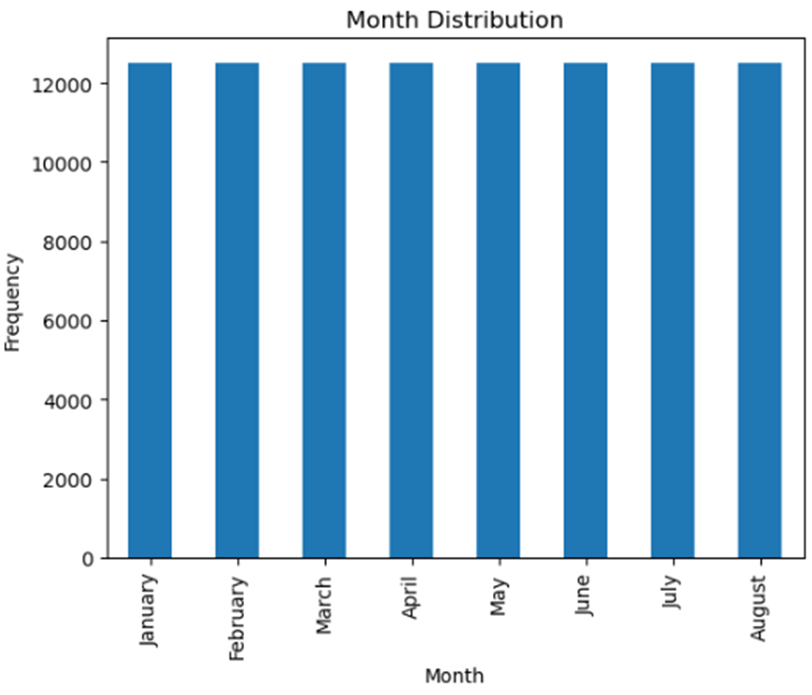 Month Distribution
12000
10000
8000
6000
4000
2000
0
Frequency
January
February
March
April
May
June
July
August
Month